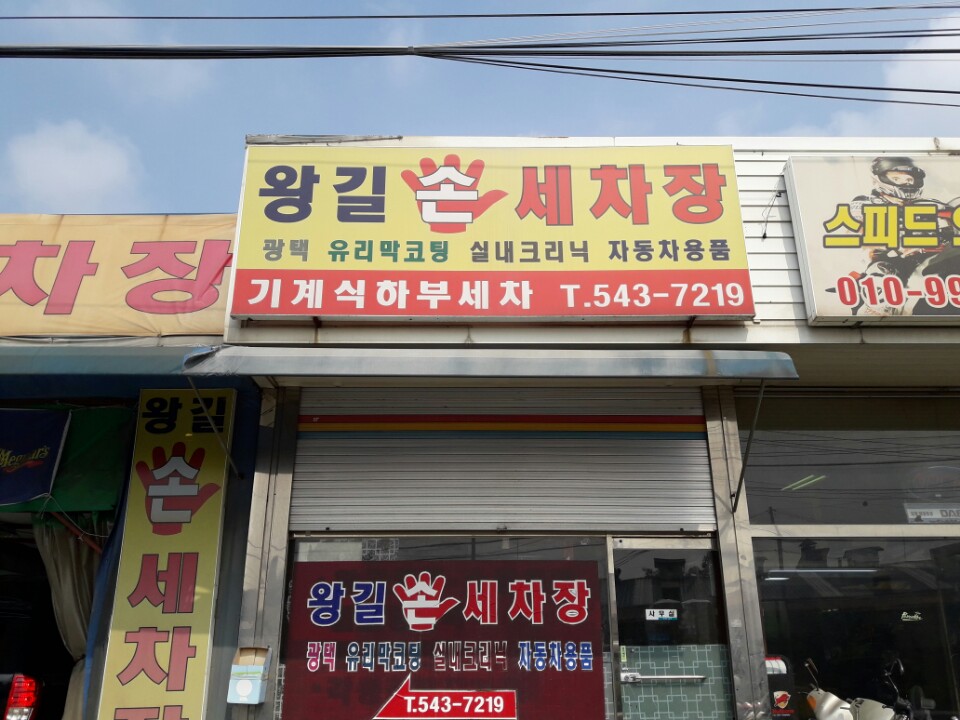 왕길 손 세차장
광택 유리막코팅 실내크리닉 자동차용품
기계식하부세차 T.543-7219
차장
스피드
010-99
왕길
손
세
차
장
왕길 손 세차장
광택 유리막코팅 실내크리닉 자동차용품
T.543-7219
사무실